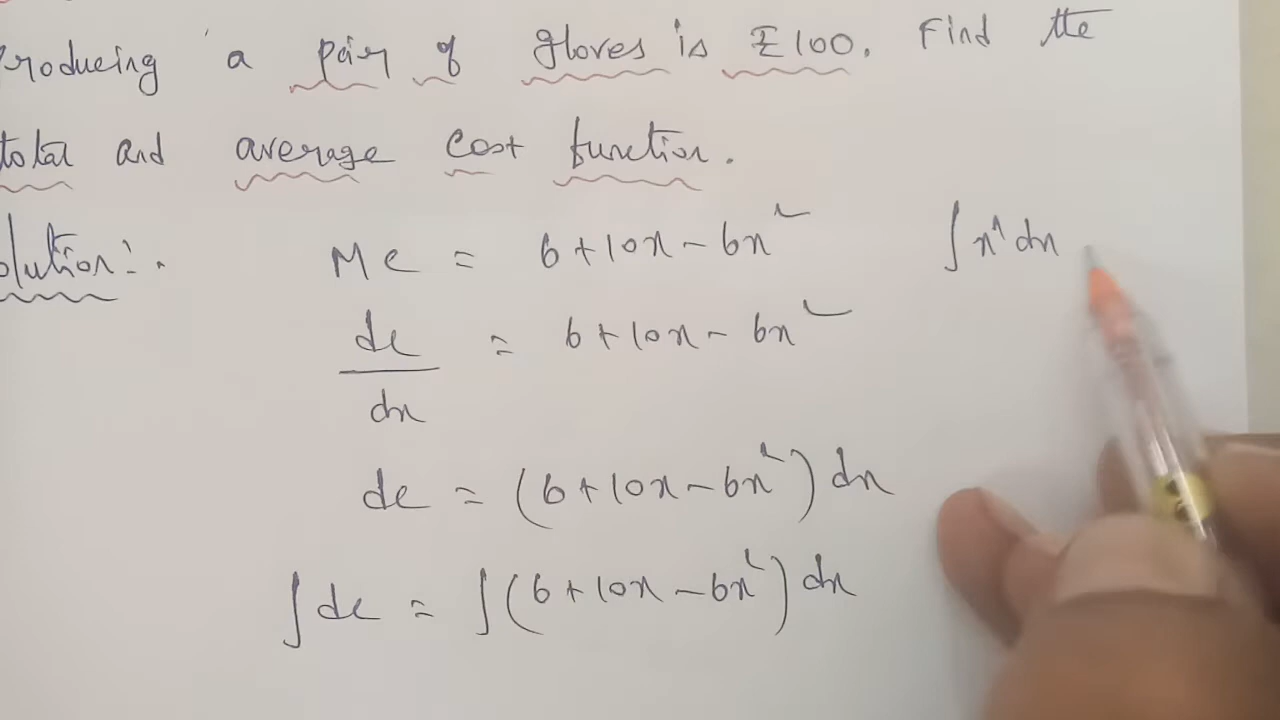 roducing a pair of gloves is ₹100. Find the
total and average cost function.
olution:.
MC = 6+10x-6x²
∫xⁿ dx
dc/dx = 6+10x-6x²
dc = (6+10x-6x²) dx
∫dc = ∫(6+10x-6x²) dx